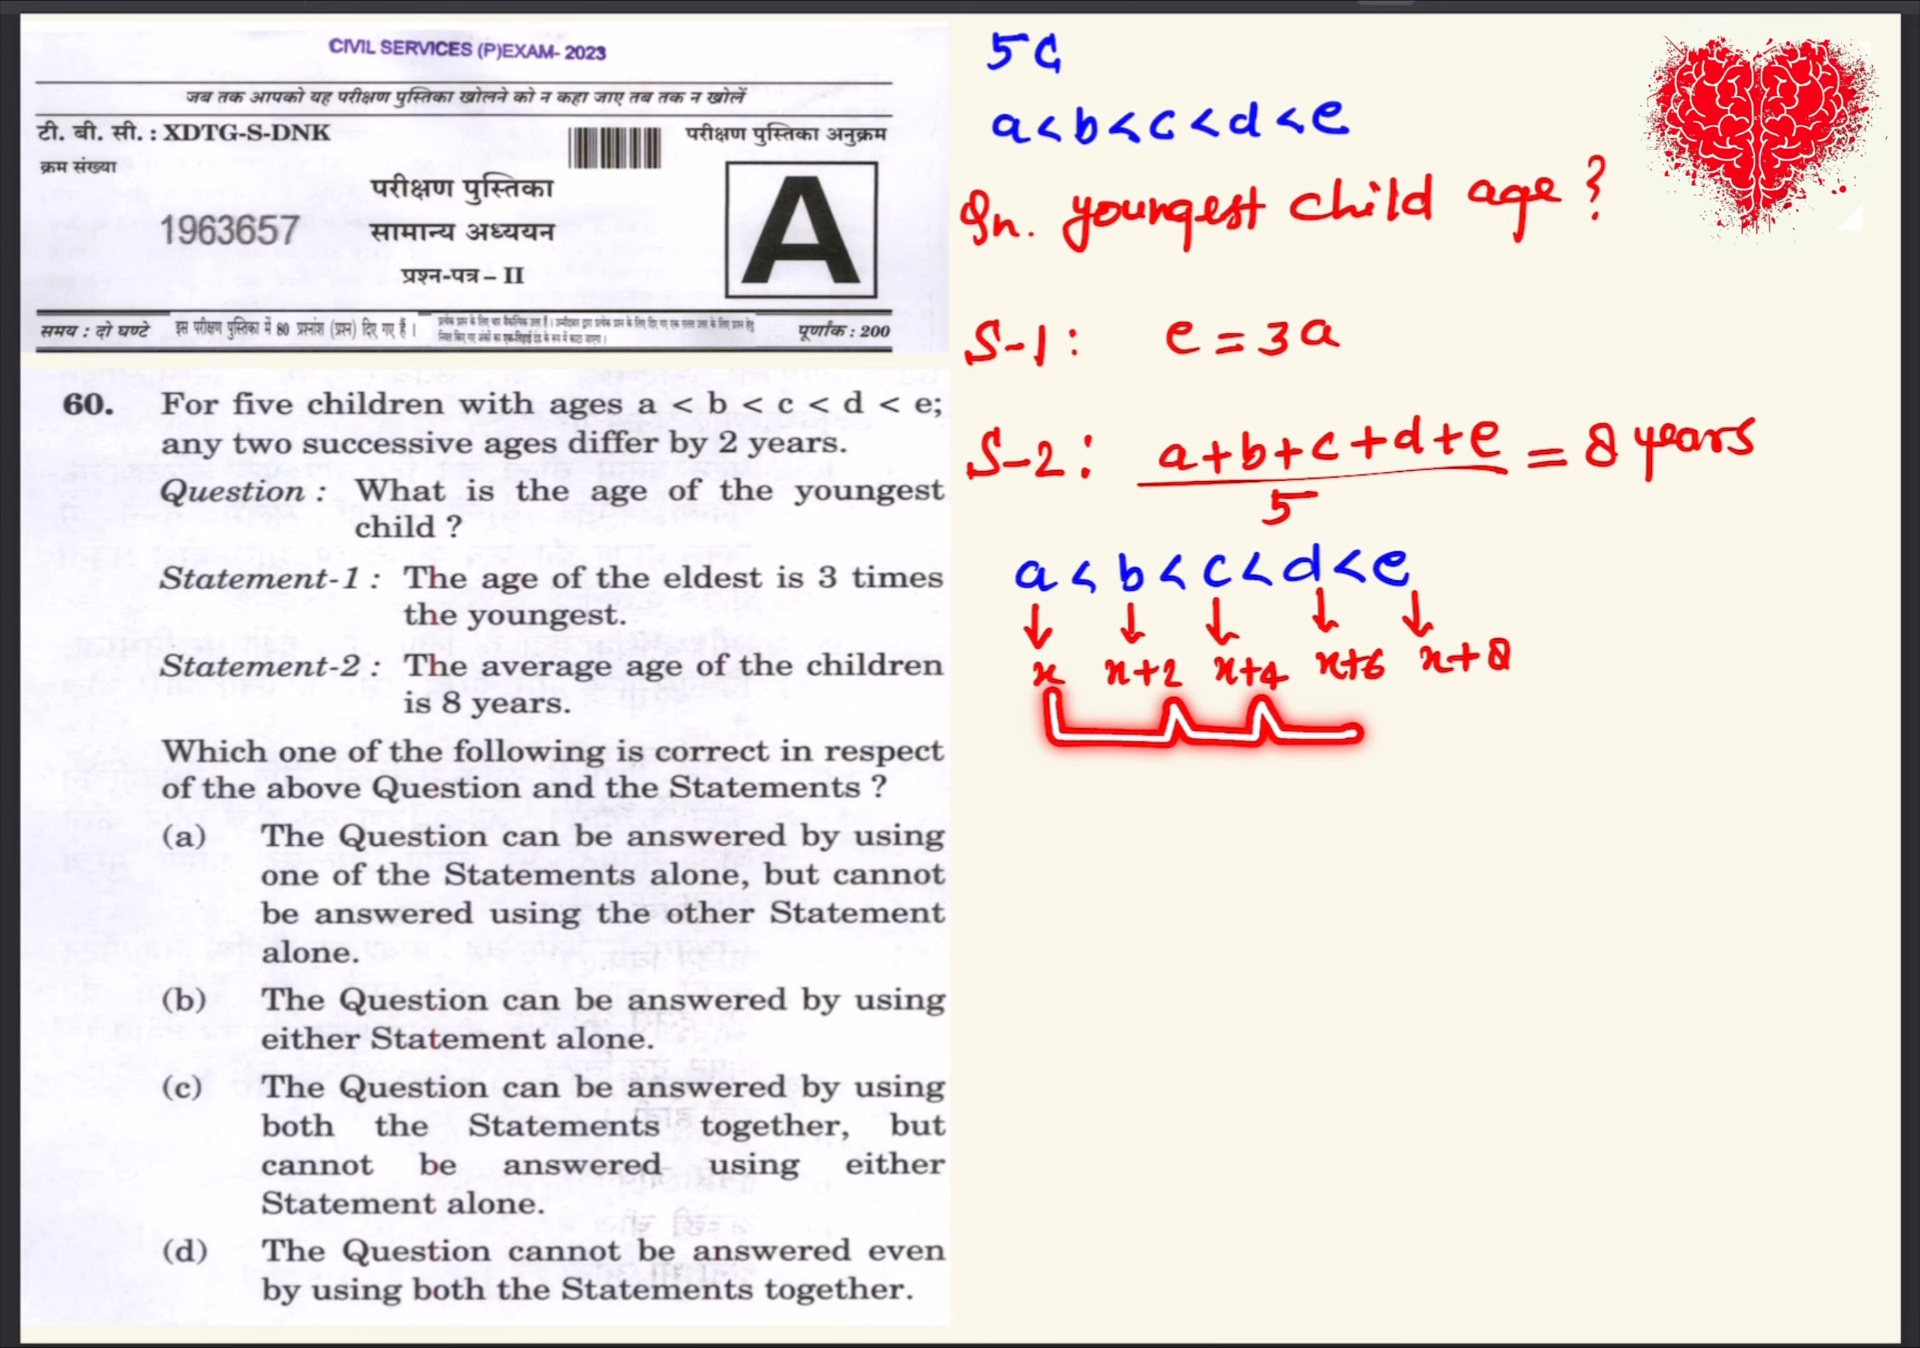 CIVIL SERVICES (P)EXAM- 2023
जब तक आपको यह परीक्षण पुस्तिका खोलने को न कहा जाए तब तक न खोलें
टी. बी. सी. : XDTG-S-DNK
परीक्षण पुस्तिका अनुक्रम
क्रम संख्या
1963657
परीक्षण पुस्तिका
सामान्य अध्ययन
प्रश्न-पत्र – II
A
समय : दो घण्टे
इस परीक्षण पुस्तिका में 80 प्रश्नांश (प्रश्न) दिए गए हैं ।
पूर्णांक : 200
60. For five children with ages a < b < c < d < e;
any two successive ages differ by 2 years.
Question : What is the age of the youngest
child ?
Statement-1 : The age of the eldest is 3 times
the youngest.
Statement-2 : The average age of the children
is 8 years.
Which one of the following is correct in respect
of the above Question and the Statements ?
(a) The Question can be answered by using
one of the Statements alone, but cannot
be answered using the other Statement
alone.
(b) The Question can be answered by using
either Statement alone.
(c) The Question can be answered by using
both the Statements together, but
cannot be answered using either
Statement alone.
(d) The Question cannot be answered even
by using both the Statements together.
a<b<c<d<e
Qn. youngest child age ?
S-1 : e = 3a
S-2 : a+b+c+d+e = 8 years
5
a < b < c < d < e
x x+2 x+4 x+6 x+8